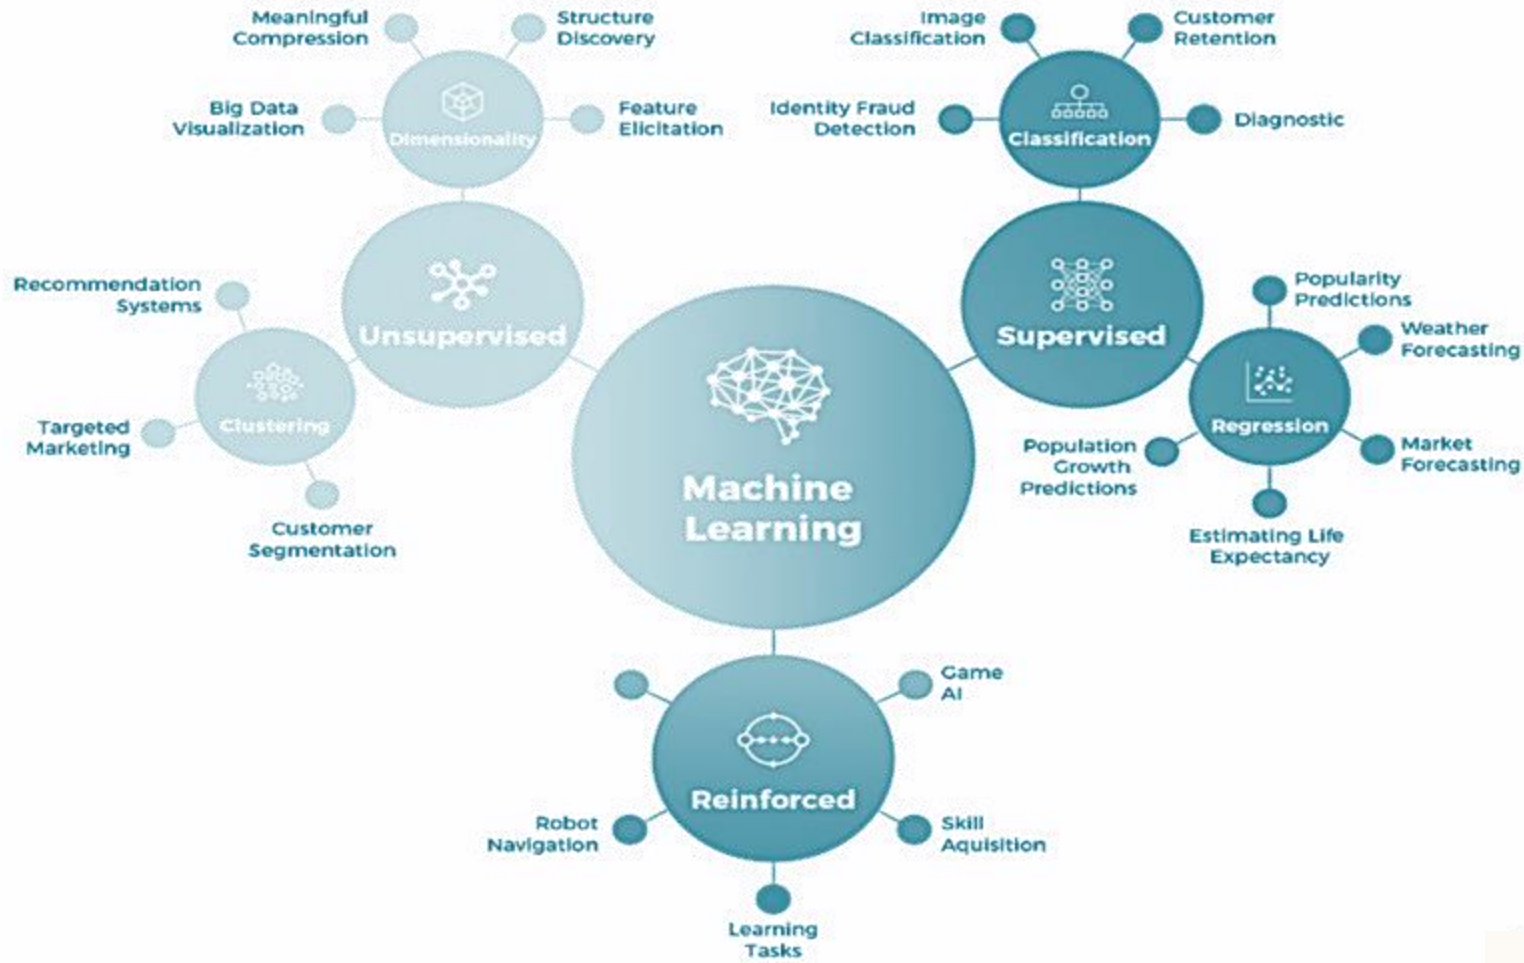 Meaningful
Compression
Structure
Discovery
Big Data
Visualization
Feature
Elicitation
Dimensionality
Image
Classification
Customer
Retention
Identity Fraud
Detection
Diagnostic
Classification
Unsupervised
Recommendation
Systems
Targeted
Marketing
Clustering
Customer
Segmentation
Supervised
Popularity
Predictions
Weather
Forecasting
Regression
Population
Growth
Predictions
Market
Forecasting
Estimating Life
Expectancy
Machine
Learning
Game
AI
Reinforced
Robot
Navigation
Skill
Aquisition
Learning
Tasks